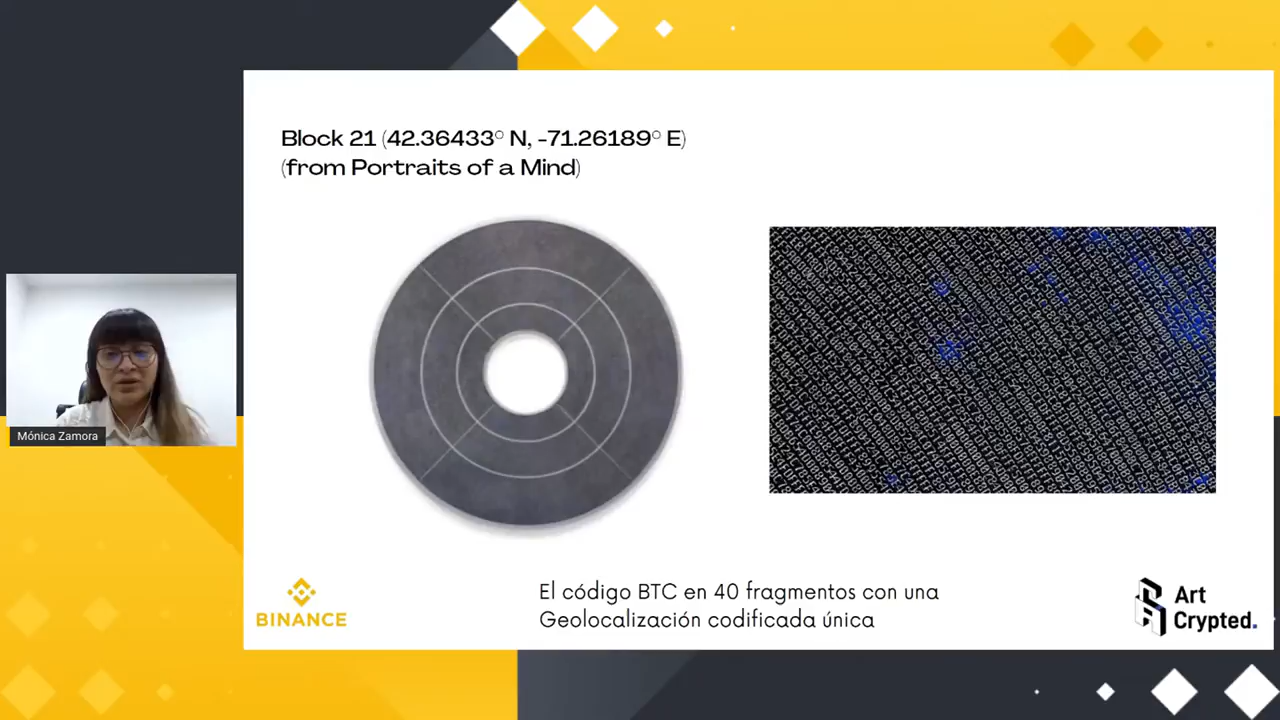 Block 21 (42.36433° N, -71.26189° E)
(from Portraits of a Mind)
Mónica Zamora
El código BTC en 40 fragmentos con una
Geolocalización codificada única
BINANCE
Art
Crypted.